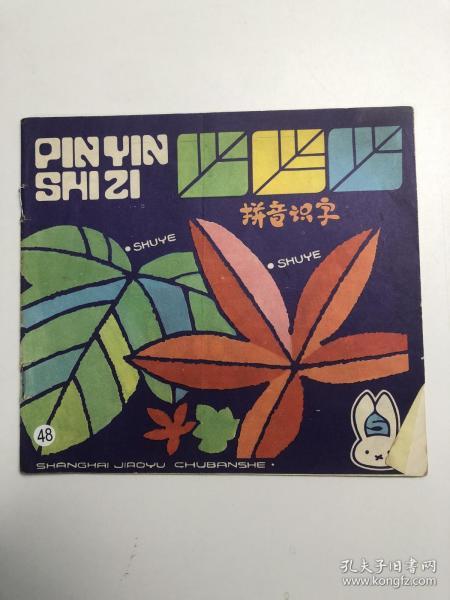 PIN YIN
SHI ZI
拼音识字
• SHUYE
• SHUYE
48
SHANGHAI JIAOYU CHUBANSHE •
孔夫子旧书网
www.kongfz.com